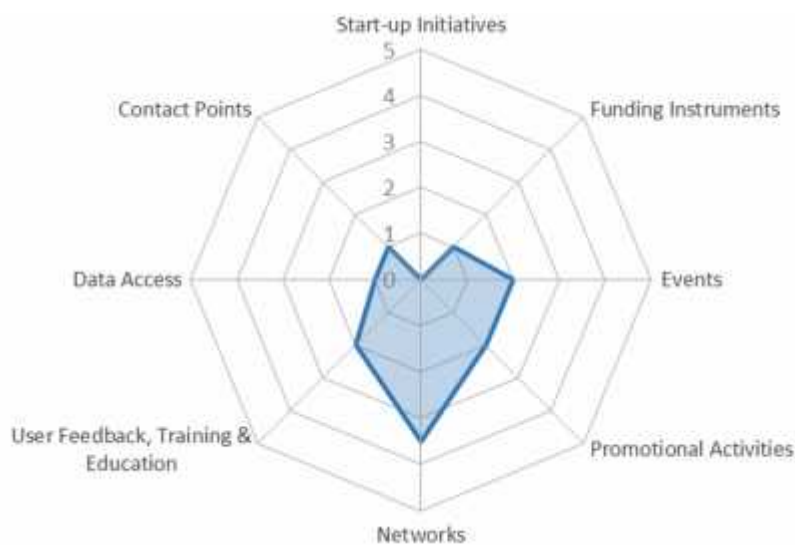 Start-up Initiatives
5
Contact Points
4
Funding Instruments
3
2
1
Data Access
0
Events
User Feedback, Training &
Education
Promotional Activities
Networks